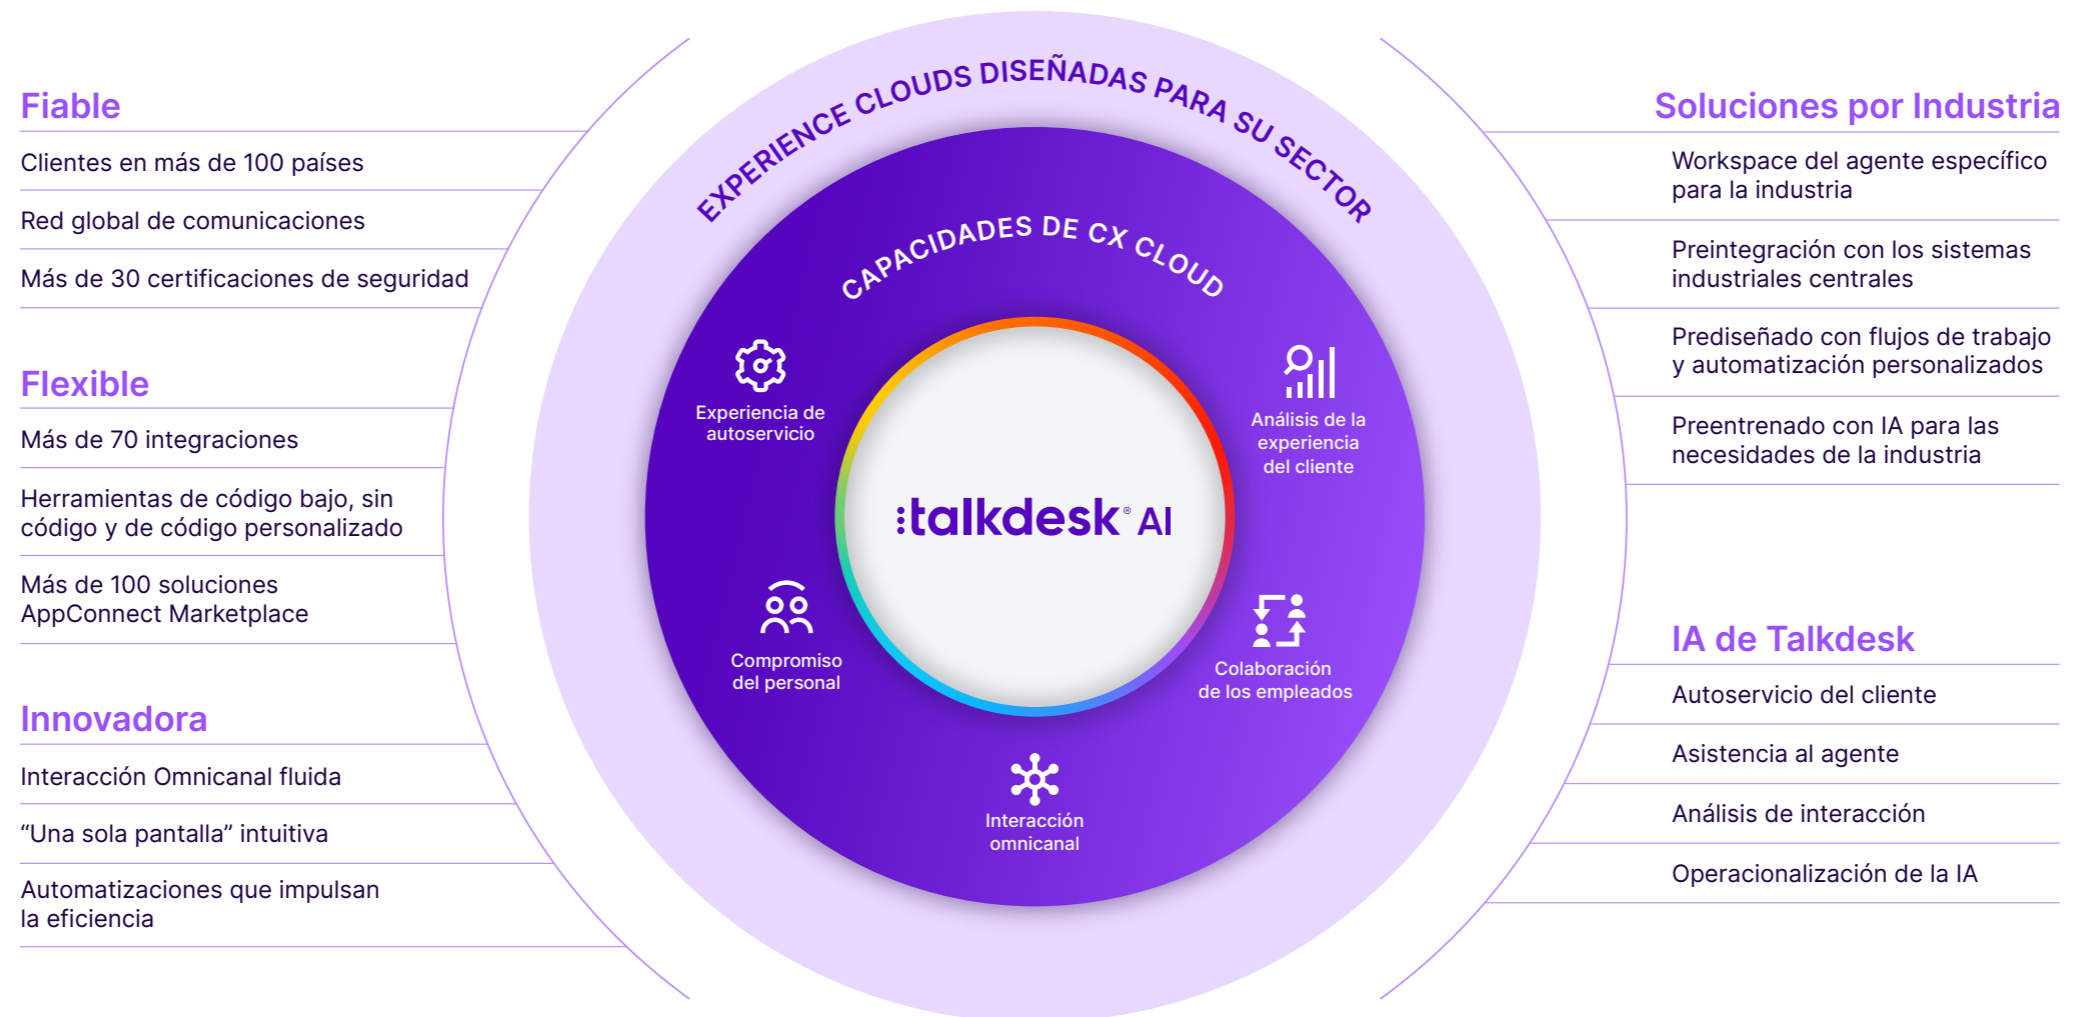 Fiable
Clientes en más de 100 países
Red global de comunicaciones
Más de 30 certificaciones de seguridad
Flexible
Más de 70 integraciones
Herramientas de código bajo, sin
código y de código personalizado
Más de 100 soluciones
AppConnect Marketplace
Innovadora
Interacción Omnicanal fluida
“Una sola pantalla” intuitiva
Automatizaciones que impulsan
la eficiencia
EXPERIENCE CLOUDS DISEÑADAS PARA SU SECTOR
CAPACIDADES DE CX CLOUD
Experiencia de
autoservicio
Análisis de la
experiencia
del cliente
:talkdesk® AI
Compromiso
del personal
Colaboración
de los empleados
Interacción
omnicanal
Soluciones por Industria
Workspace del agente específico
para la industria
Preintegración con los sistemas
industriales centrales
Prediseñado con flujos de trabajo
y automatización personalizados
Preentrenado con IA para las
necesidades de la industria
IA de Talkdesk
Autoservicio del cliente
Asistencia al agente
Análisis de interacción
Operacionalización de la IA